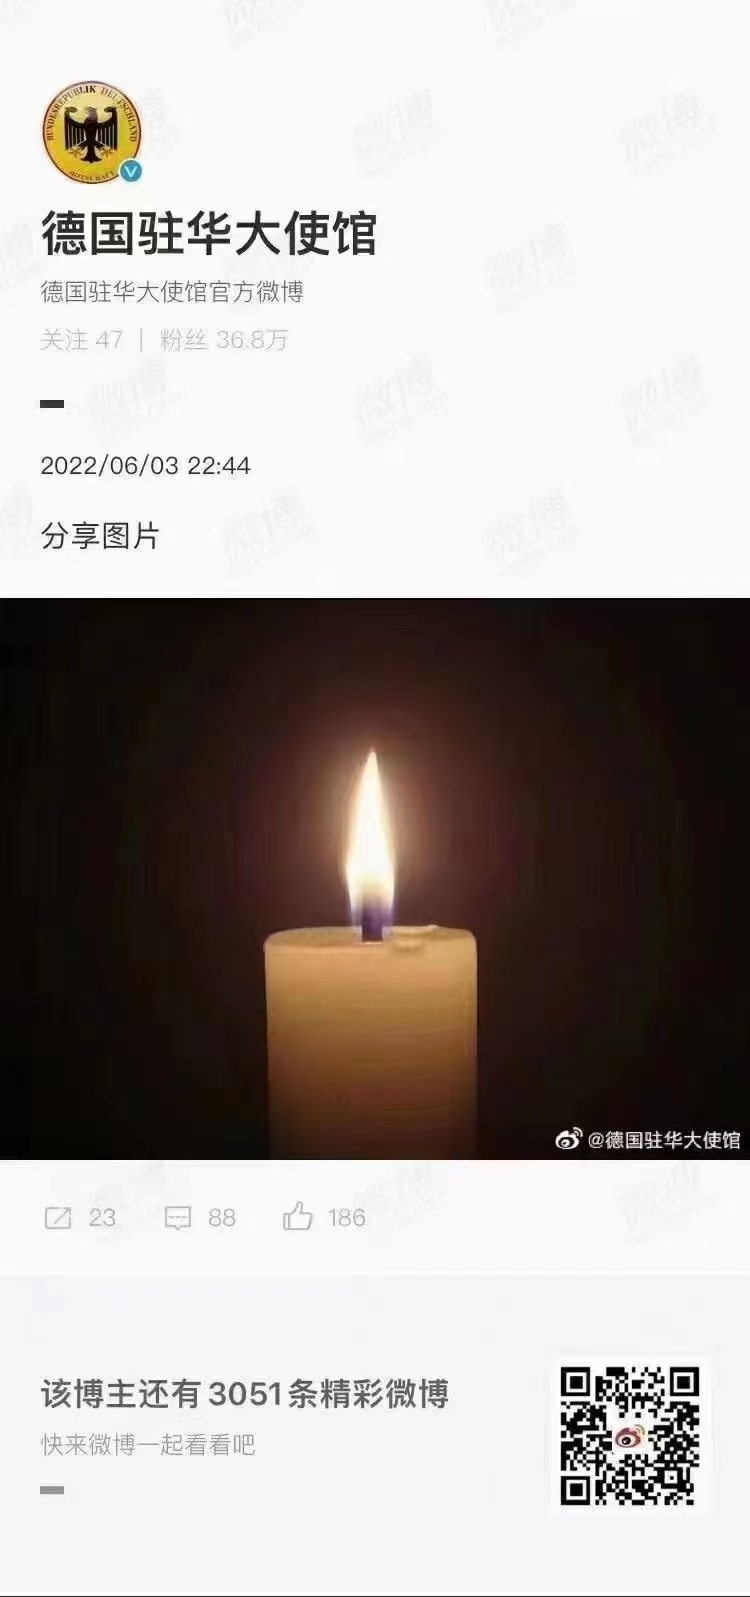 BUNDESREPUBLIK DEUTSCHLAND
BOTSCHAFT
德国驻华大使馆
德国驻华大使馆官方微博
关注 47 | 粉丝 36.8万
2022/06/03 22:44
分享图片
@德国驻华大使馆
23 88 186
该博主还有3051条精彩微博
快来微博一起看看吧
微博